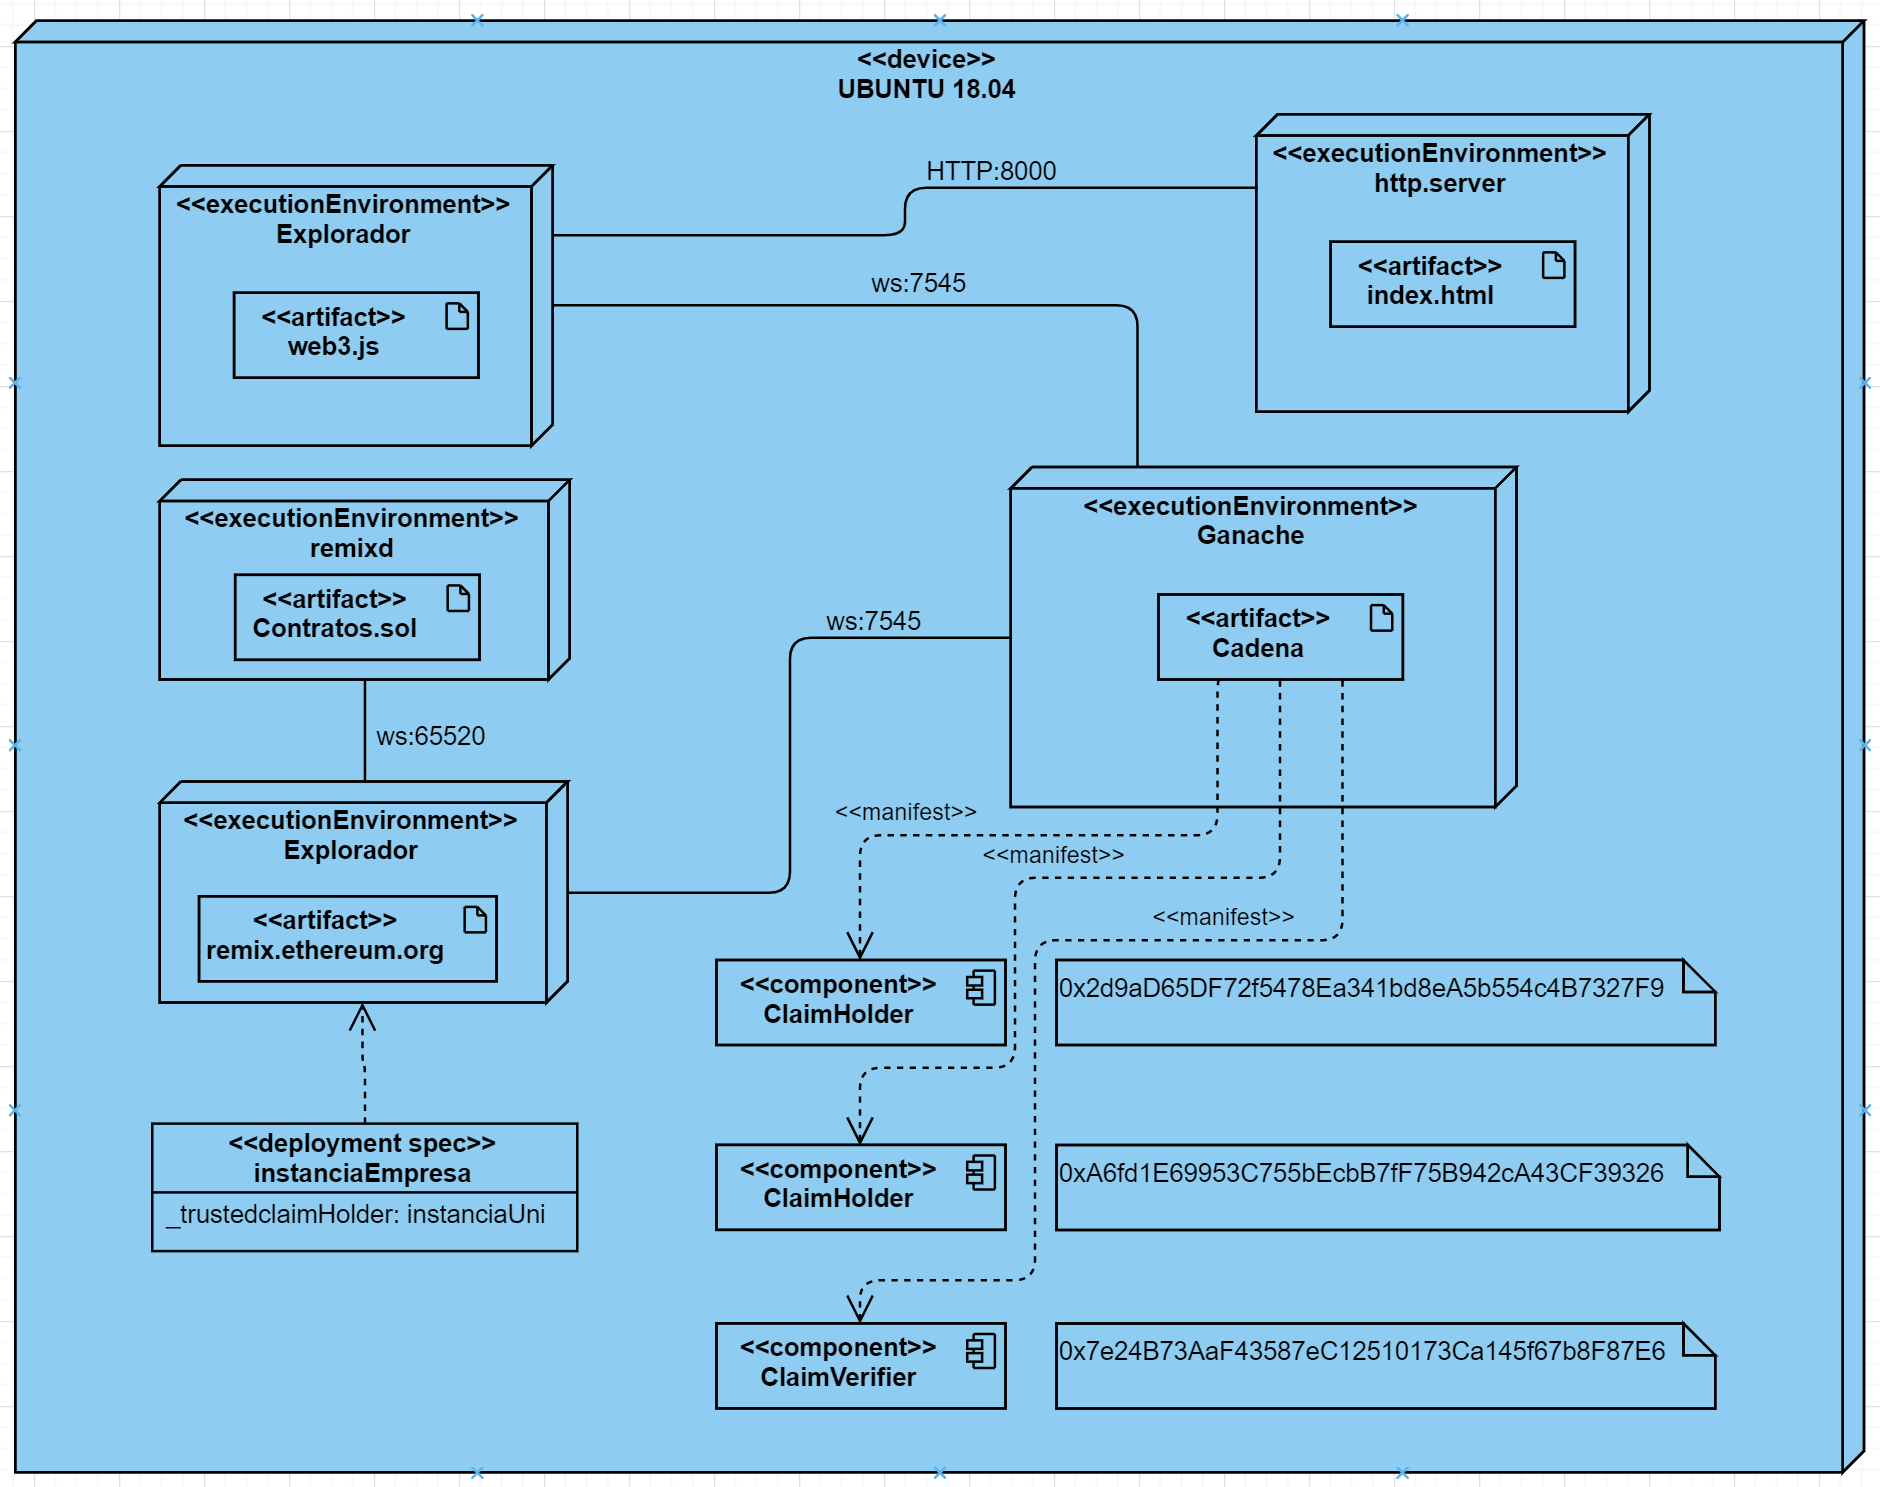 <<device>>
UBUNTU 18.04
<<executionEnvironment>>
Explorador
<<artifact>>
web3.js
HTTP:8000
<<executionEnvironment>>
http.server
<<artifact>>
index.html
ws:7545
<<executionEnvironment>>
remixd
<<artifact>>
Contratos.sol
<<executionEnvironment>>
Ganache
<<artifact>>
Cadena
ws:7545
ws:65520
<<executionEnvironment>>
Explorador
<<artifact>>
remix.ethereum.org
<<manifest>>
<<manifest>>
<<manifest>>
<<component>>
ClaimHolder
0x2d9aD65DF72f5478Ea341bd8eA5b554c4B7327F9
<<deployment spec>>
instanciaEmpresa
_trustedclaimHolder: instanciaUni
<<component>>
ClaimHolder
0xA6fd1E69953C755bEcbB7fF75B942cA43CF39326
<<component>>
ClaimVerifier
0x7e24B73AaF43587eC12510173Ca145f67b8F87E6